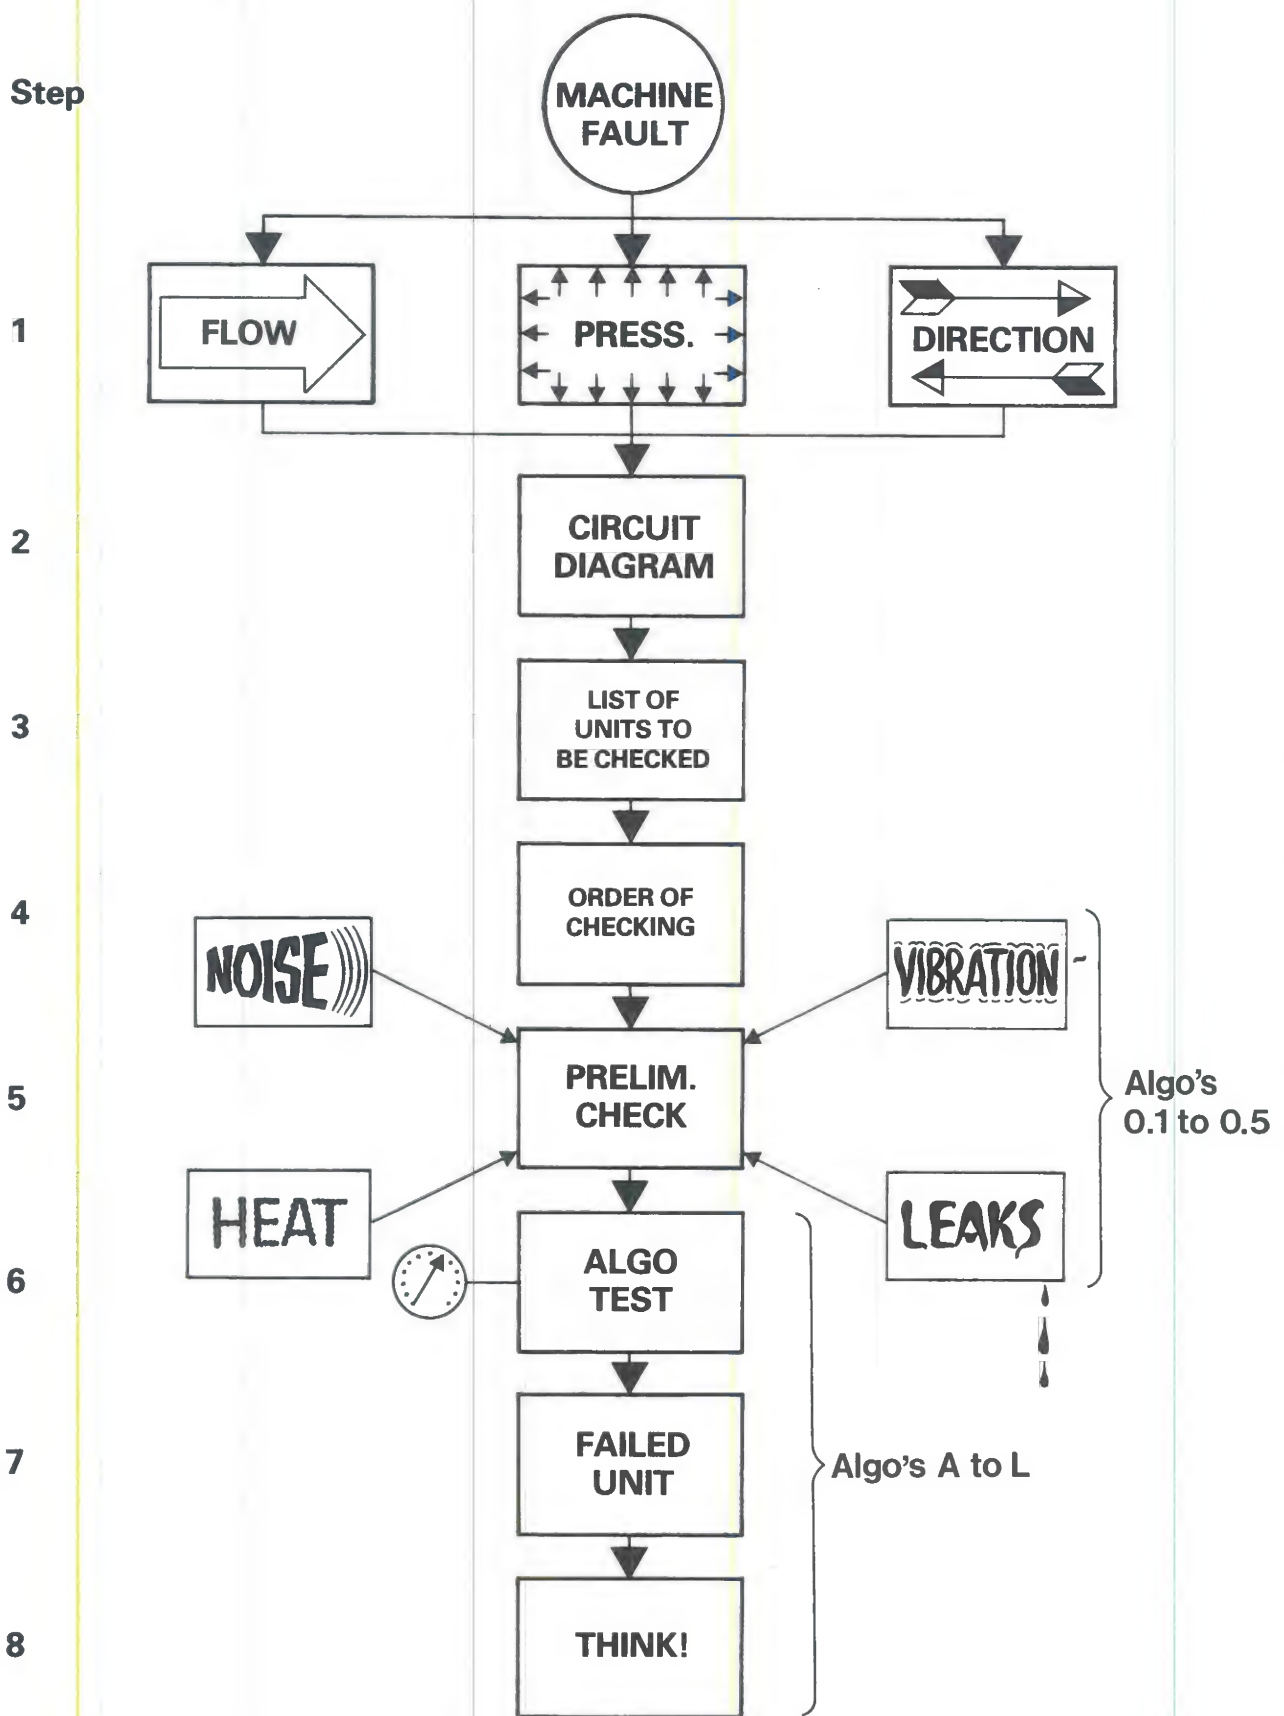 Step
MACHINE
FAULT
1
FLOW
PRESS.
DIRECTION
2
CIRCUIT
DIAGRAM
3
LIST OF
UNITS TO
BE CHECKED
4
ORDER OF
CHECKING
NOISE
VIBRATION
5
PRELIM.
CHECK
Algo's
0.1 to 0.5
HEAT
LEAKS
6
ALGO
TEST
7
FAILED
UNIT
Algo's A to L
8
THINK!